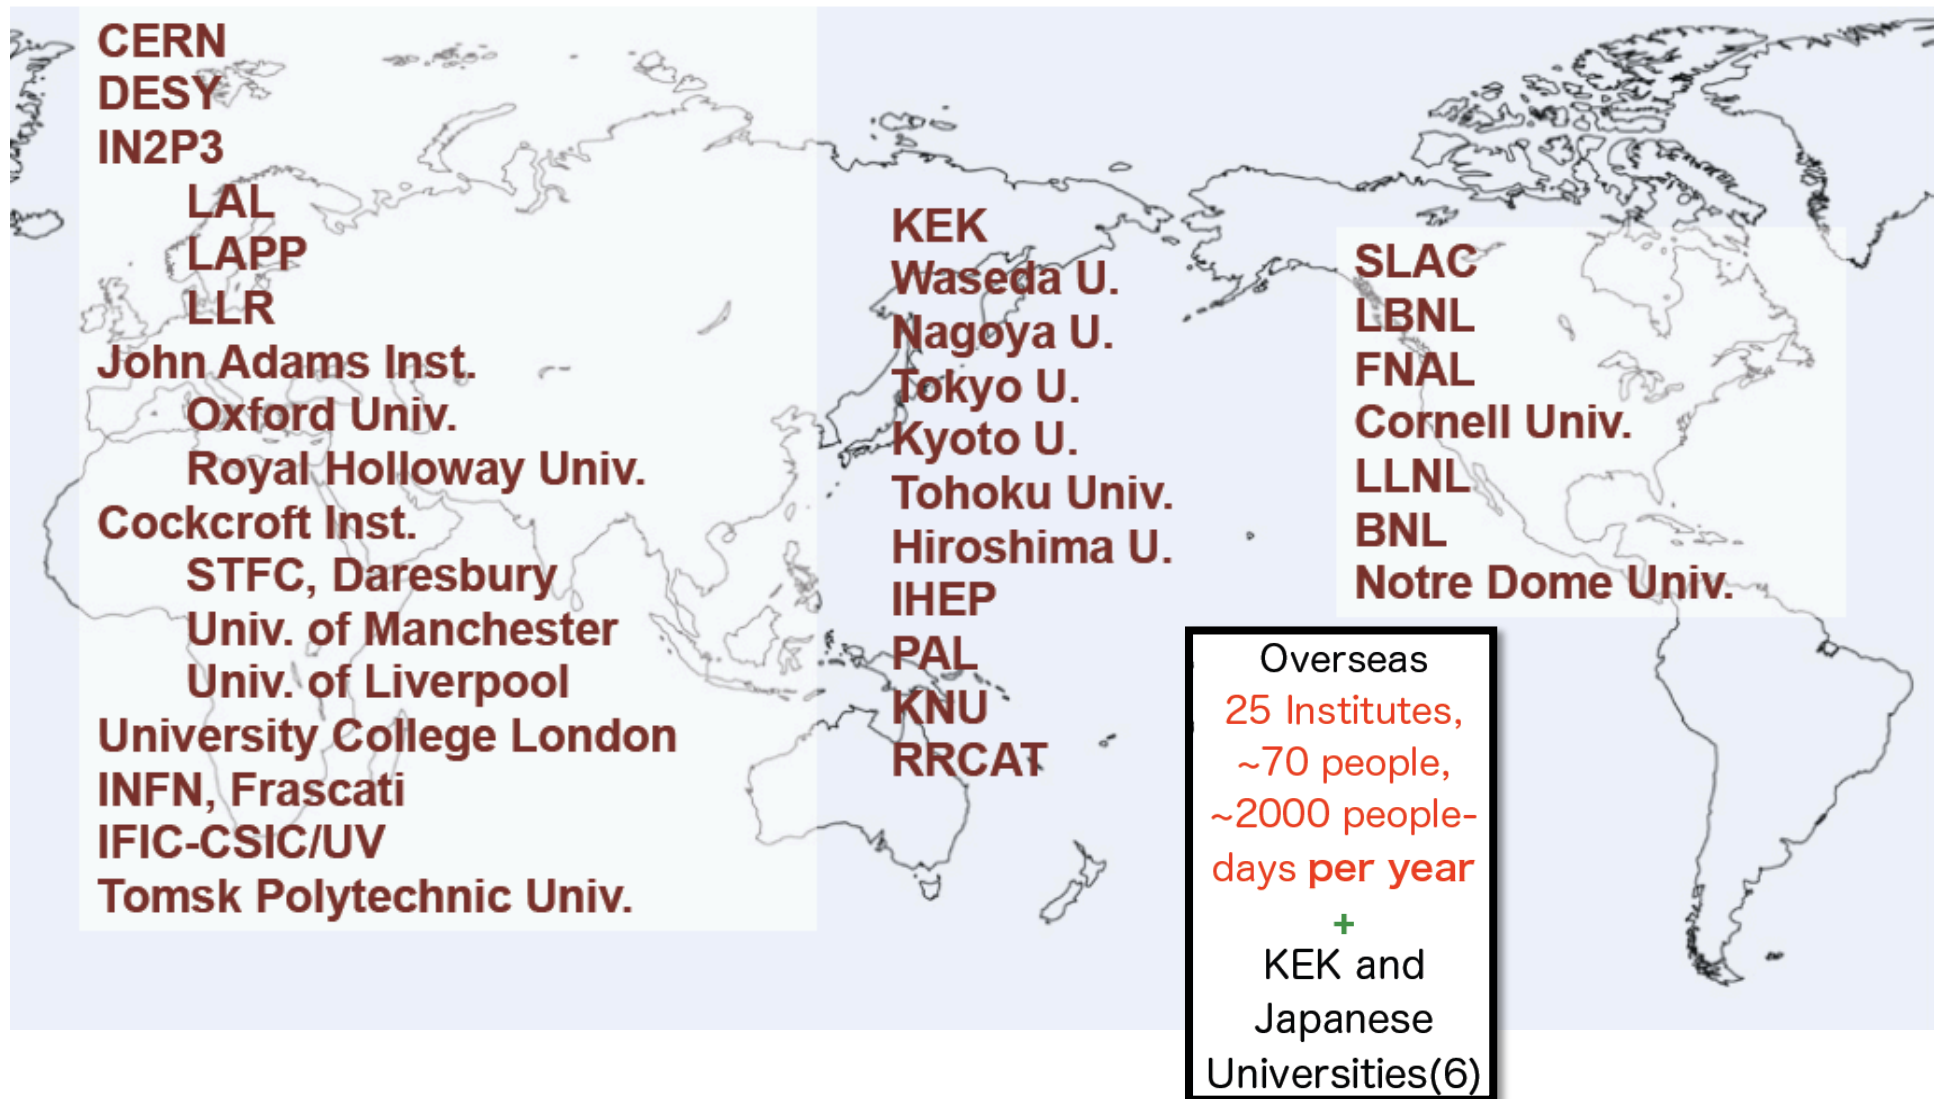 CERN
DESY
IN2P3
LAL
LAPP
LLR
John Adams Inst.
Oxford Univ.
Royal Holloway Univ.
Cockcroft Inst.
STFC, Daresbury
Univ. of Manchester
Univ. of Liverpool
University College London
INFN, Frascati
IFIC-CSIC/UV
Tomsk Polytechnic Univ.
KEK
Waseda U.
Nagoya U.
Tokyo U.
Kyoto U.
Tohoku Univ.
Hiroshima U.
IHEP
PAL
KNU
RRCAT
SLAC
LBNL
FNAL
Cornell Univ.
LLNL
BNL
Notre Dome Univ.
Overseas
25 Institutes,
~70 people,
~2000 people-
days per year
+
KEK and
Japanese
Universities(6)